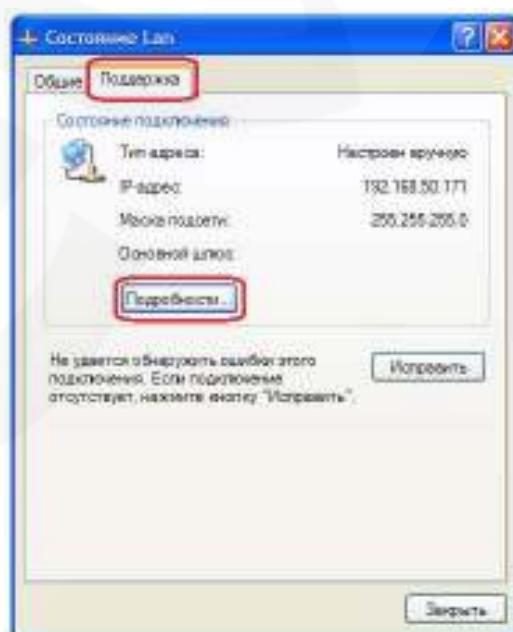 Состояние Lan
Общие Поддержка
Состояние подключения
Тип адреса: Настроен вручную
IP-адрес: 192.168.50.171
Маска подсети: 255.255.255.0
Основной шлюз:
Подробности...
Не удается обнаружить ошибки этого
подключения. Если подключение
отсутствует, нажмите кнопку "Исправить".
Исправить
Закрыть